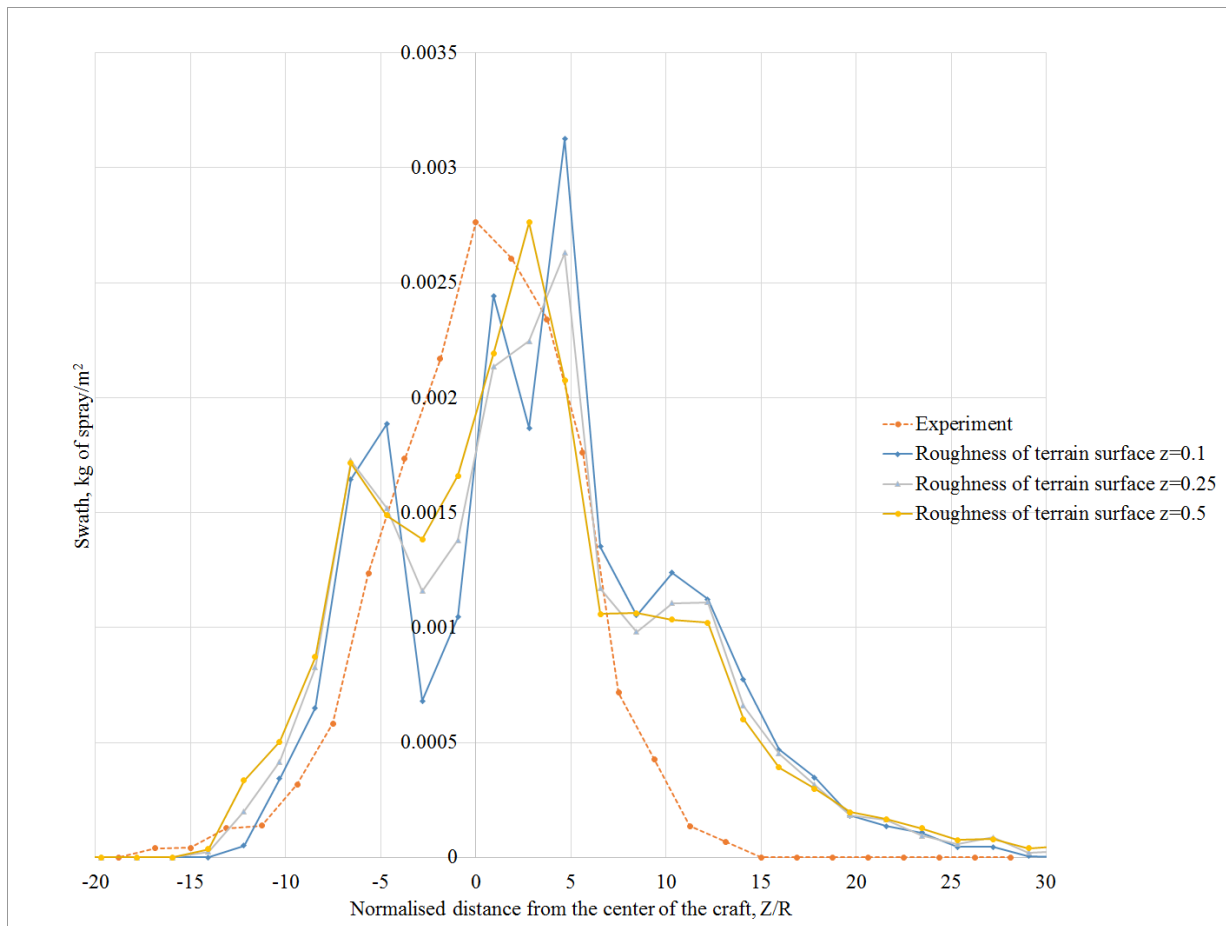 0.0035
0.003
0.0025
0.002
0.0015
0.001
0.0005
0
-20 -15 -10 -5 0 5 10 15 20 25 30
Swath, kg of spray/m²
Normalised distance from the center of the craft, Z/R
Experiment
Roughness of terrain surface z=0.1
Roughness of terrain surface z=0.25
Roughness of terrain surface z=0.5